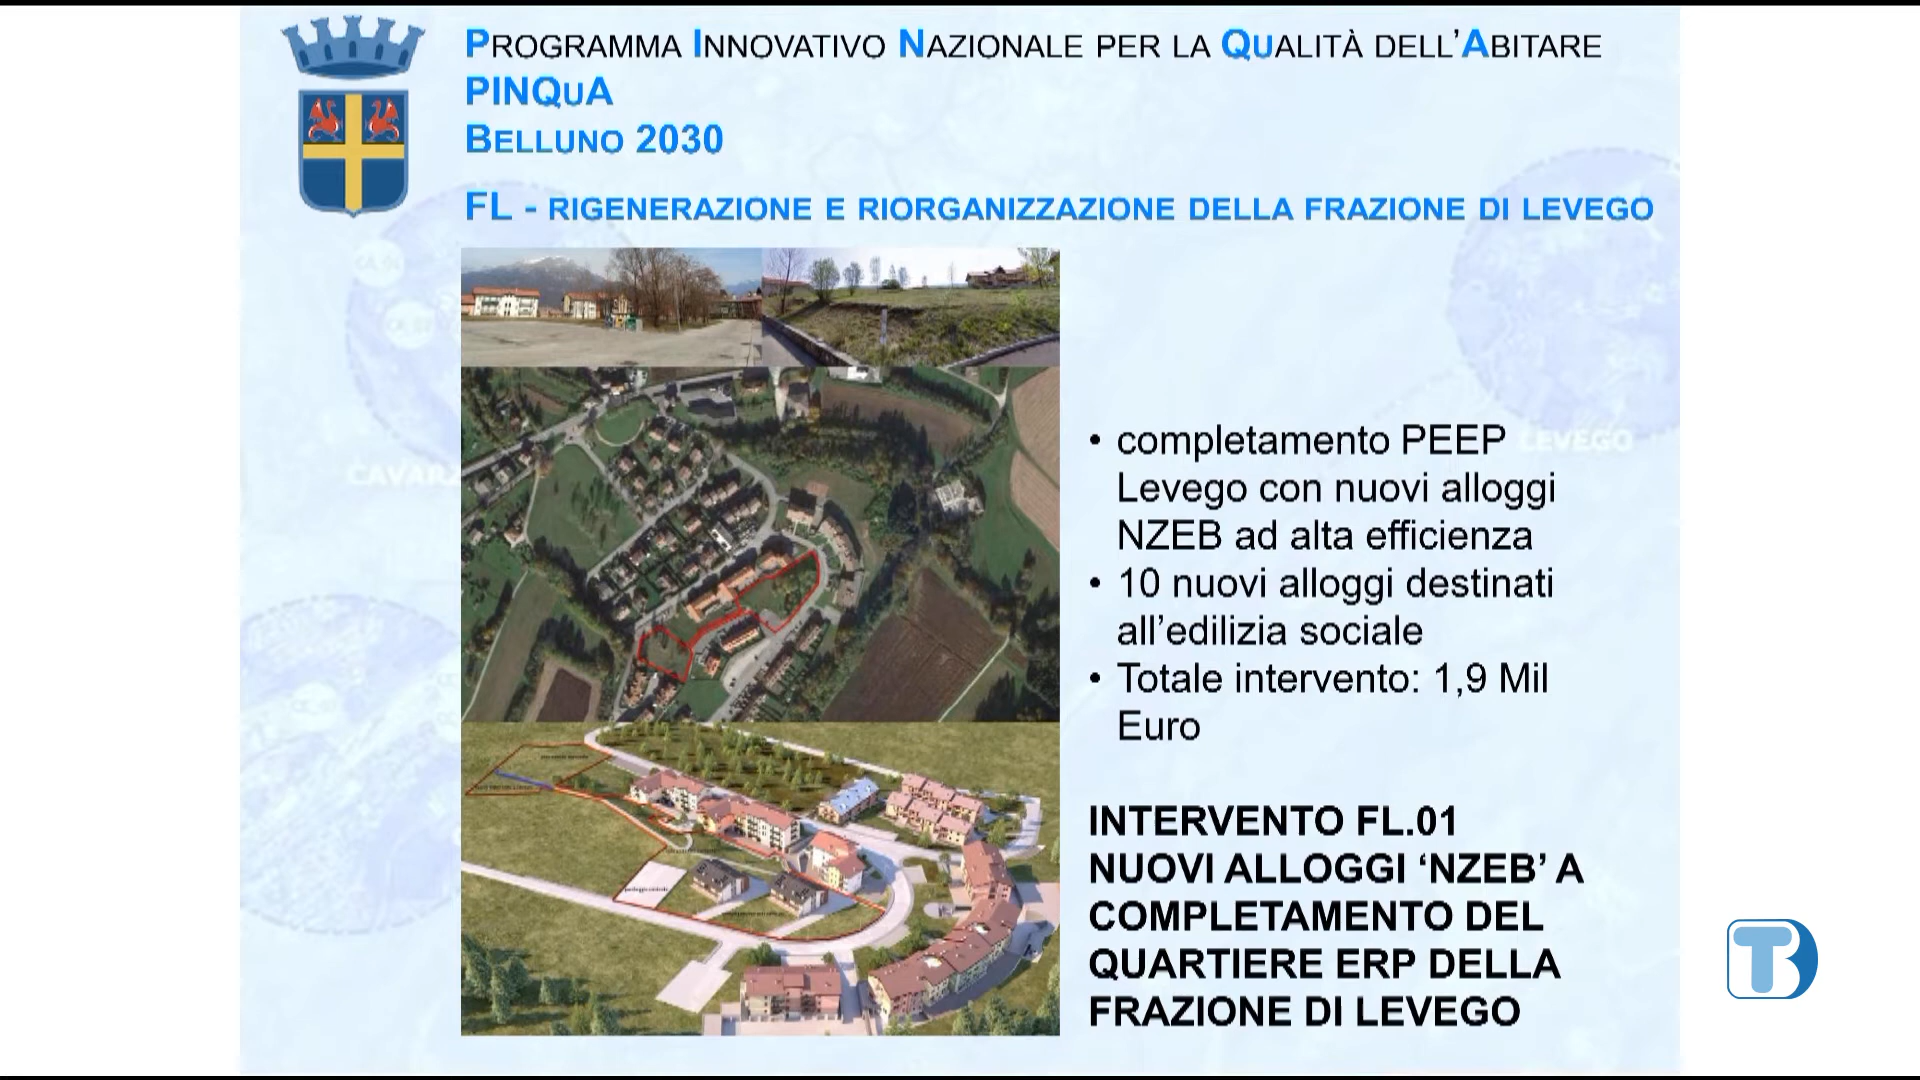 PROGRAMMA INNOVATIVO NAZIONALE PER LA QUALITÀ DELL'ABITARE
PINQUA
BELLUNO 2030
FL - RIGENERAZIONE E RIORGANIZZAZIONE DELLA FRAZIONE DI LEVEGO
LEVEGO
• completamento PEEP
Levego con nuovi alloggi
NZEB ad alta efficienza
• 10 nuovi alloggi destinati
all’edilizia sociale
• Totale intervento: 1,9 Mil
Euro
INTERVENTO FL.01
NUOVI ALLOGGI ‘NZEB’ A
COMPLETAMENTO DEL
QUARTIERE ERP DELLA
FRAZIONE DI LEVEGO
TB